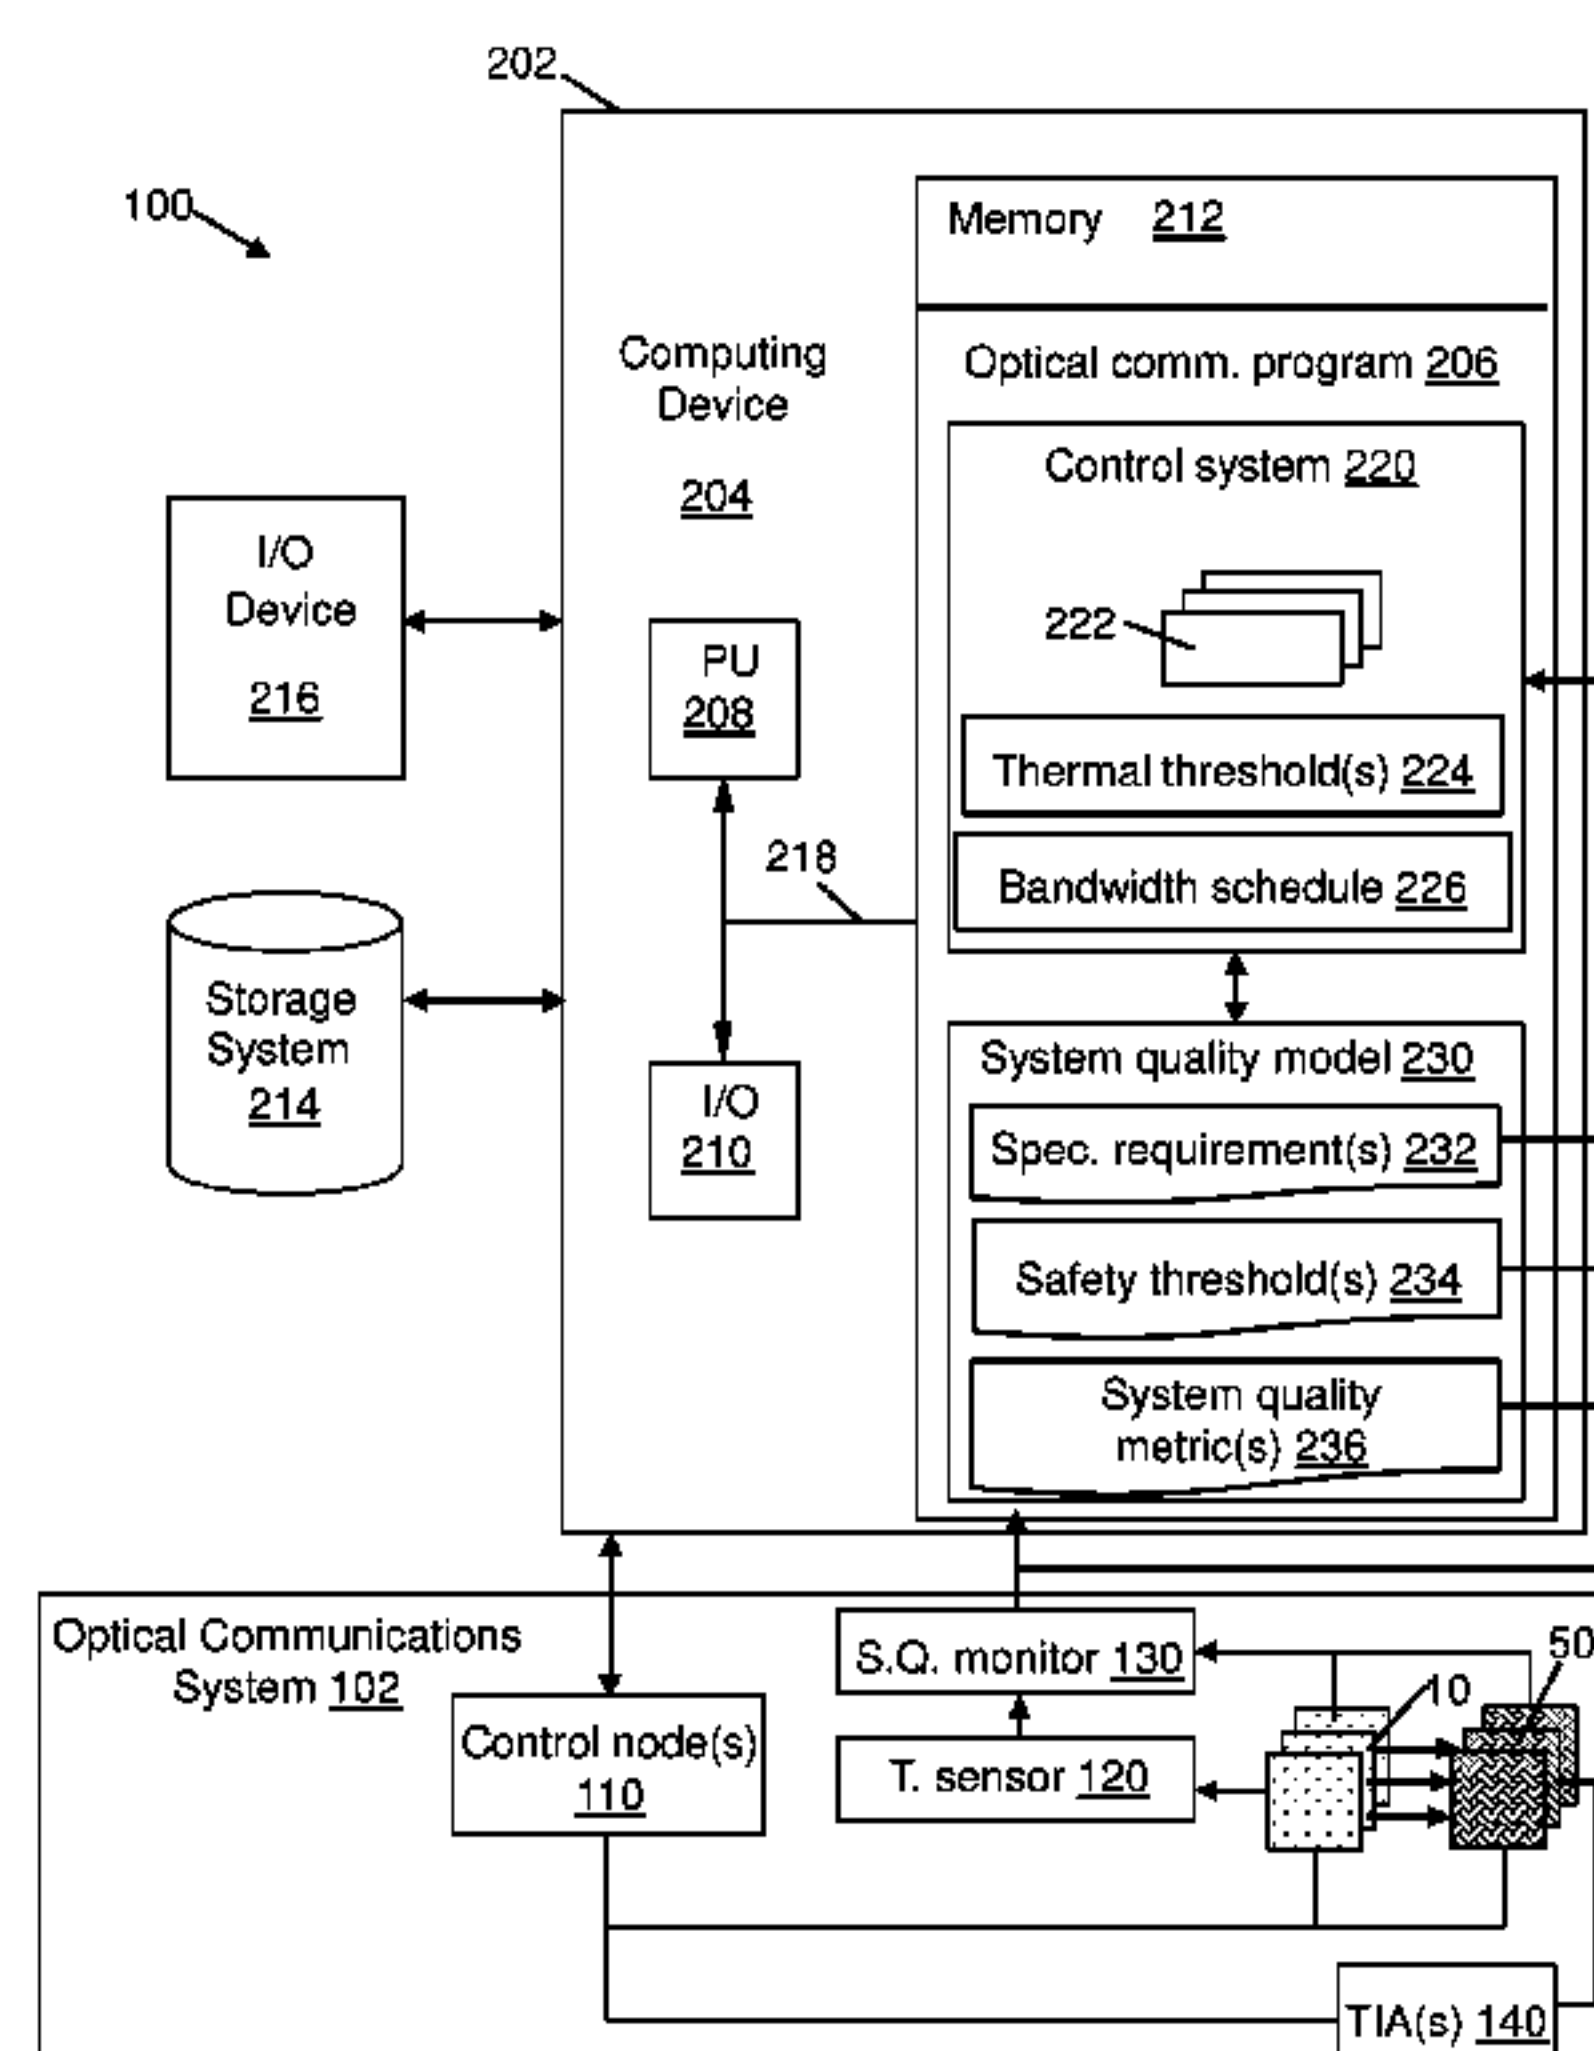 202
100
Memory 212
Computing
Device
204
Optical comm. program 206
Control system 220
222
Thermal threshold(s) 224
Bandwidth schedule 226
I/O
Device
216
PU
208
218
Storage
System
214
I/O
210
System quality model 230
Spec. requirement(s) 232
Safety threshold(s) 234
System quality
metric(s) 236
Optical Communications
System 102
S.Q. monitor 130
50
10
Control node(s)
110
T. sensor 120
TIA(s) 140